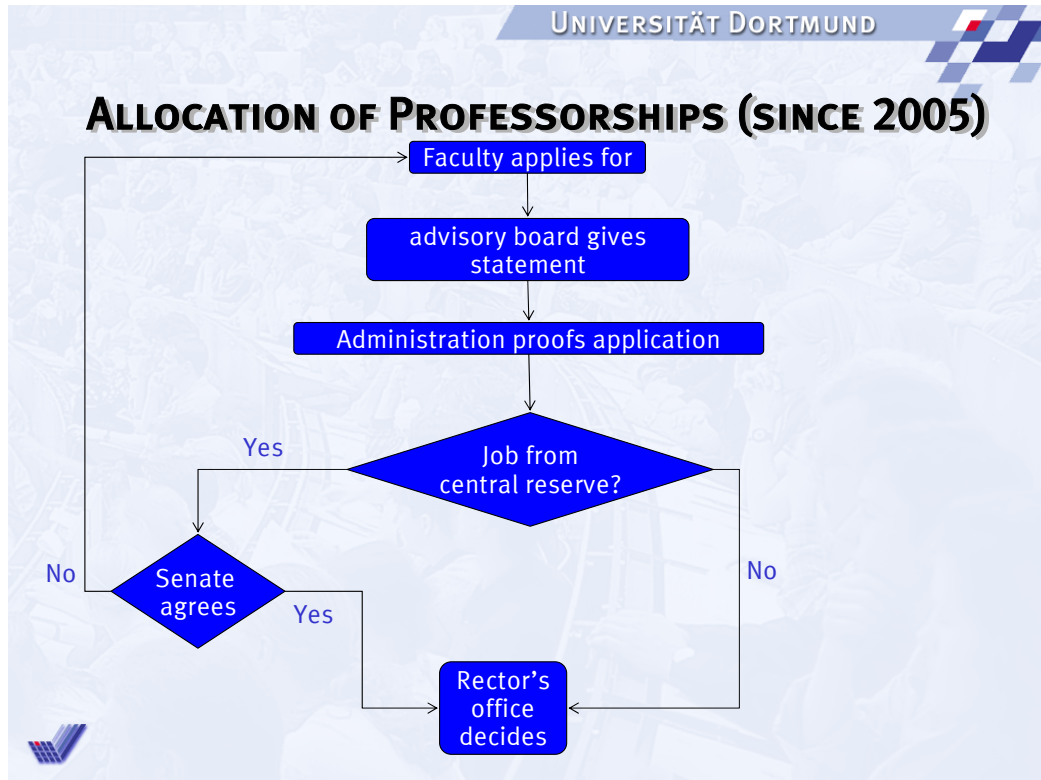 UNIVERSITÄT DORTMUND
ALLOCATION OF PROFESSORSHIPS (SINCE 2005)
Faculty applies for
advisory board gives
statement
Administration proofs application
Yes
Job from
central reserve?
No
Senate
agrees
Yes
No
Rector's
office
decides